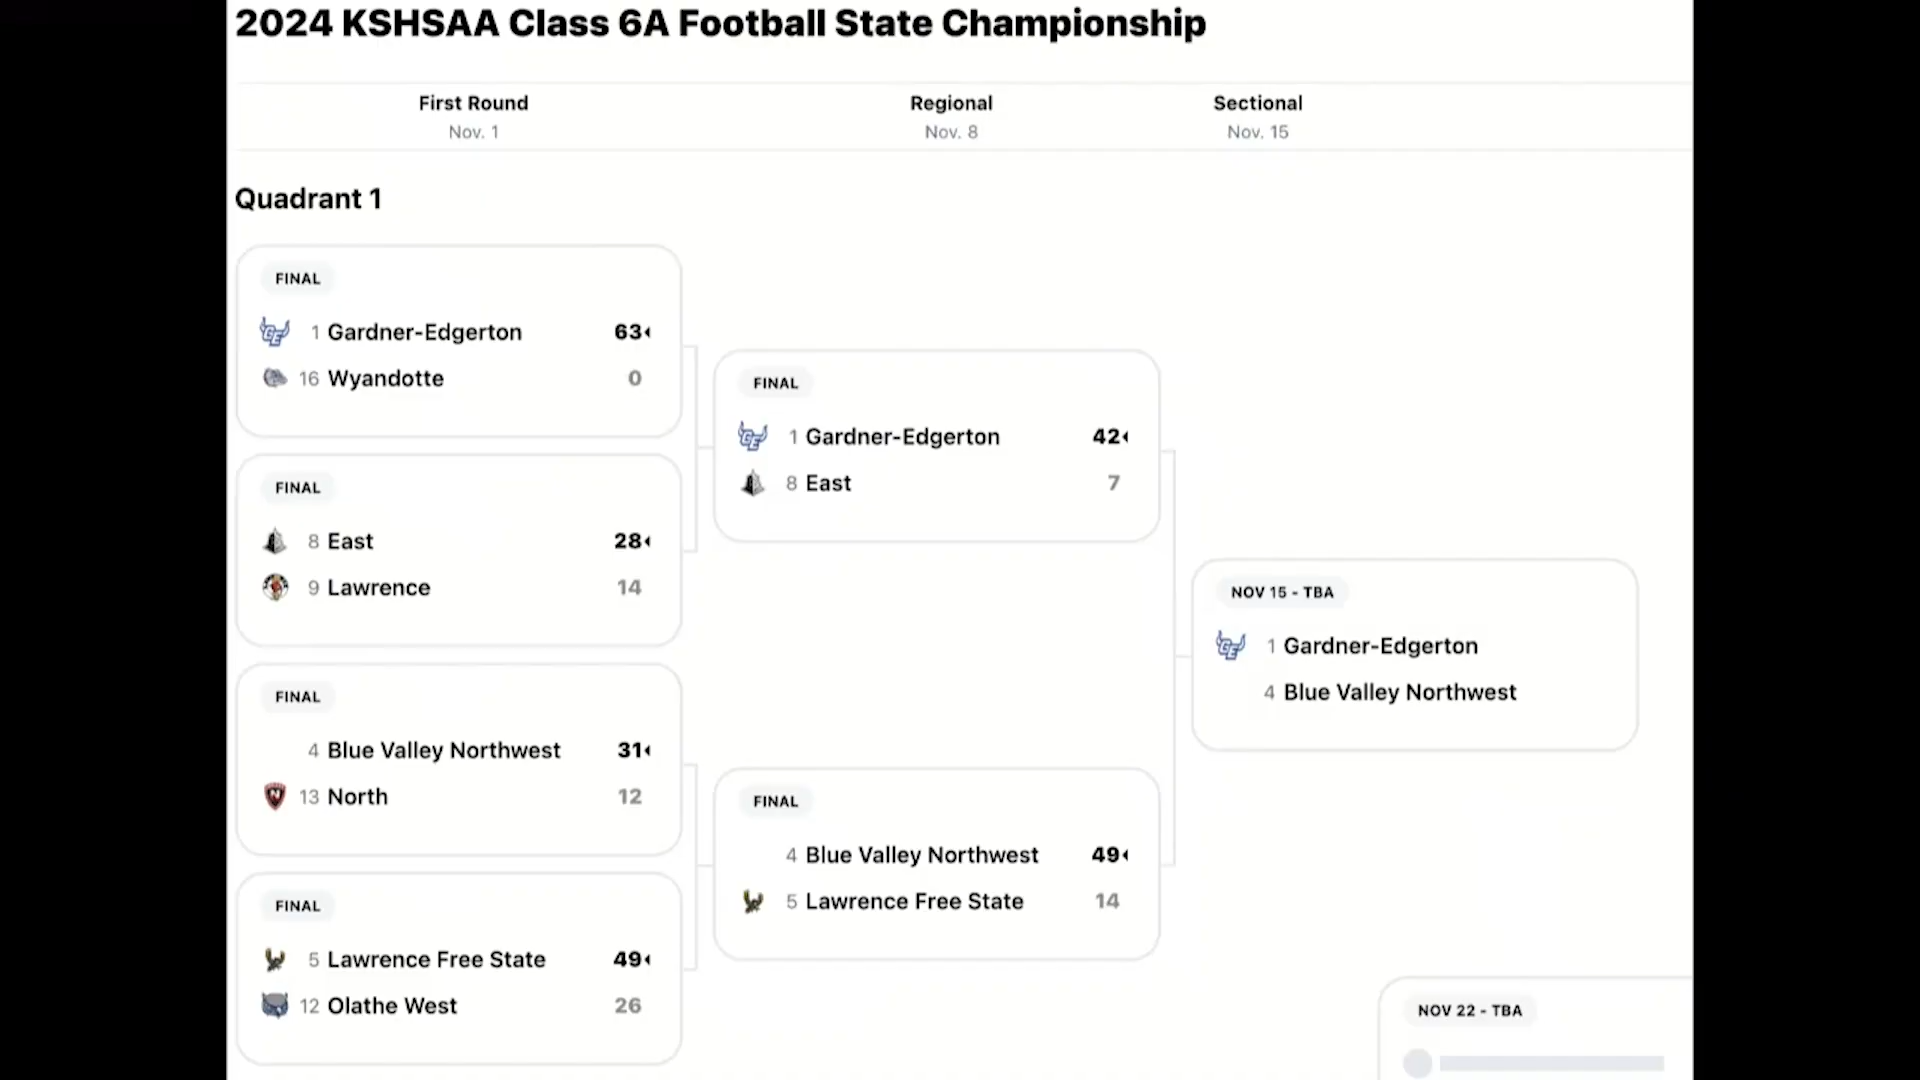 2024 KSHSAA Class 6A Football State Championship
First Round
Nov. 1
Regional
Nov. 8
Sectional
Nov. 15
Quadrant 1
FINAL
1 Gardner-Edgerton 63
16 Wyandotte 0
FINAL
8 East 28
9 Lawrence 14
FINAL
4 Blue Valley Northwest 31
13 North 12
FINAL
5 Lawrence Free State 49
12 Olathe West 26
FINAL
1 Gardner-Edgerton 42
8 East 7
FINAL
4 Blue Valley Northwest 49
5 Lawrence Free State 14
NOV 15 - TBA
1 Gardner-Edgerton
4 Blue Valley Northwest
NOV 22 - TBA